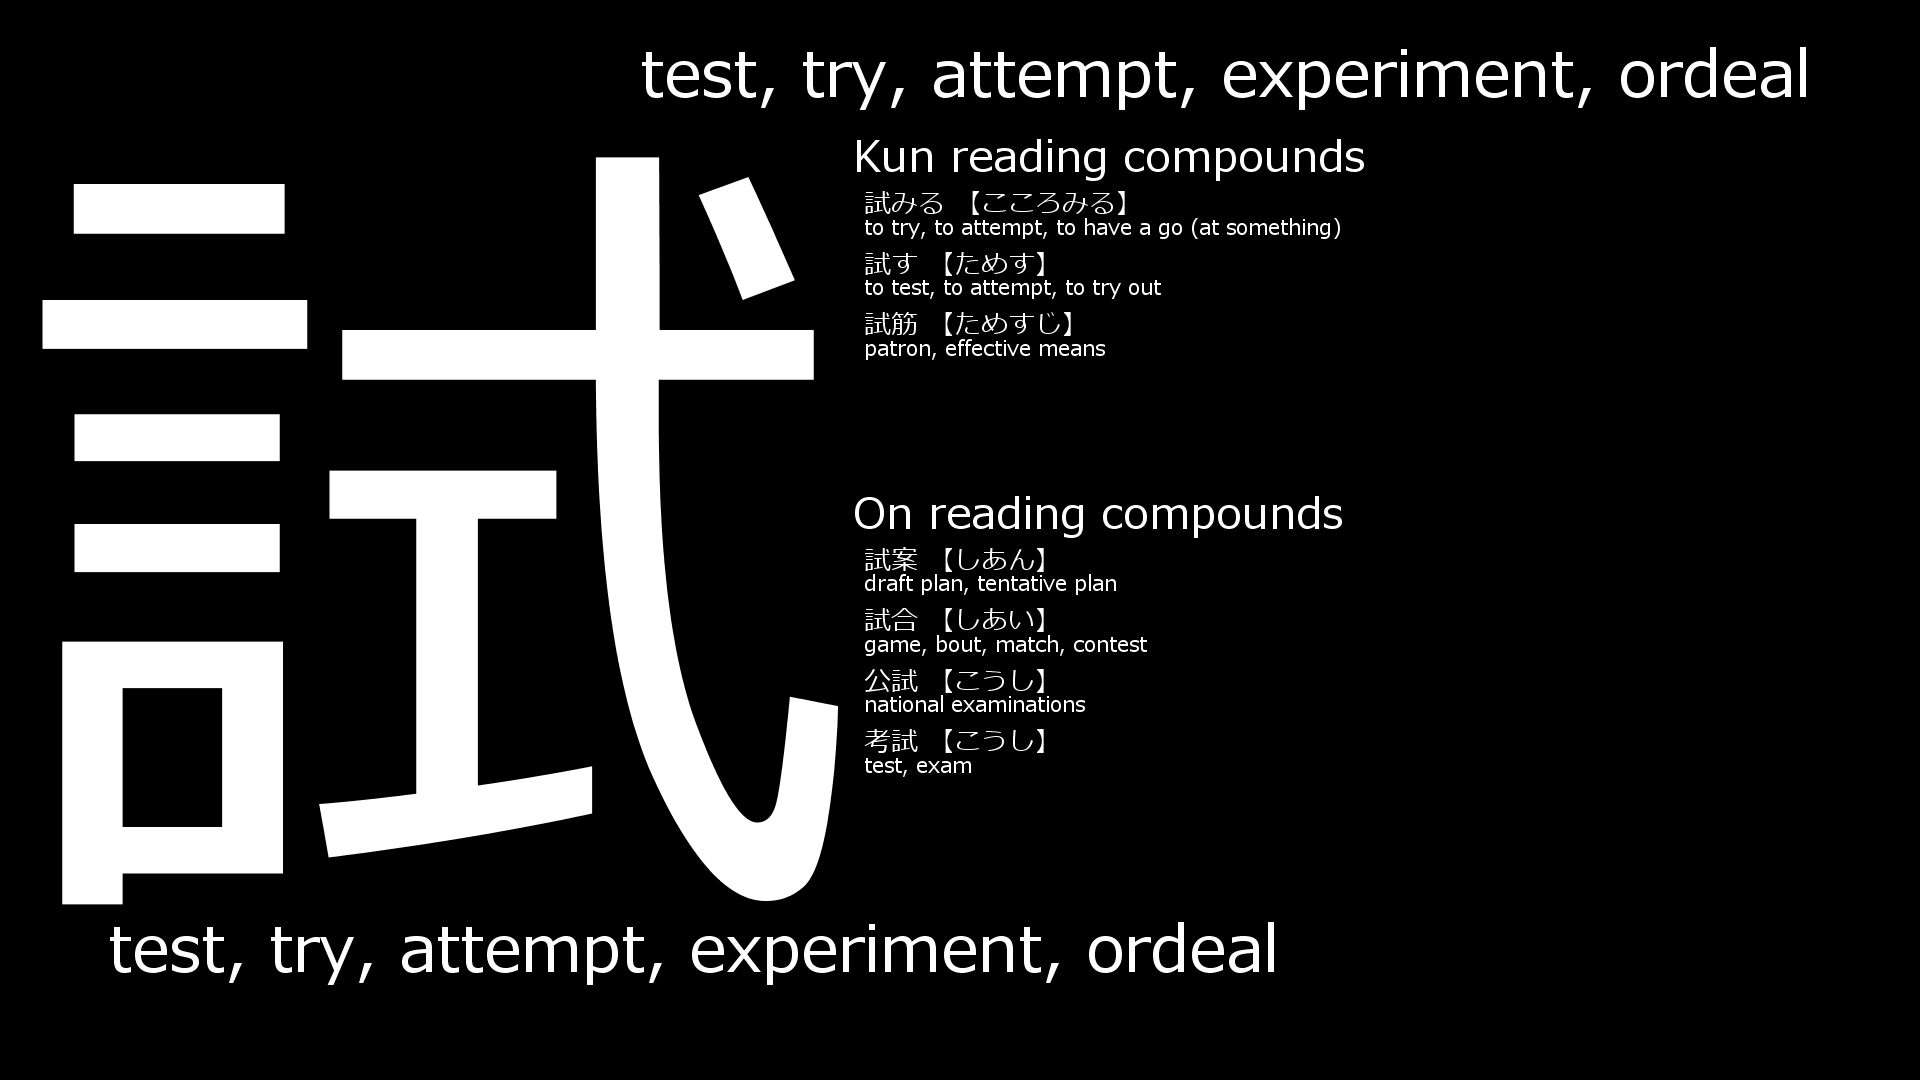 test, try, attempt, experiment, ordeal
試
Kun reading compounds
試みる 【こころみる】
to try, to attempt, to have a go (at something)
試す 【ためす】
to test, to attempt, to try out
試筋 【ためすじ】
patron, effective means
On reading compounds
試案 【しあん】
draft plan, tentative plan
試合 【しあい】
game, bout, match, contest
公試 【こうし】
national examinations
考試 【こうし】
test, exam
test, try, attempt, experiment, ordeal